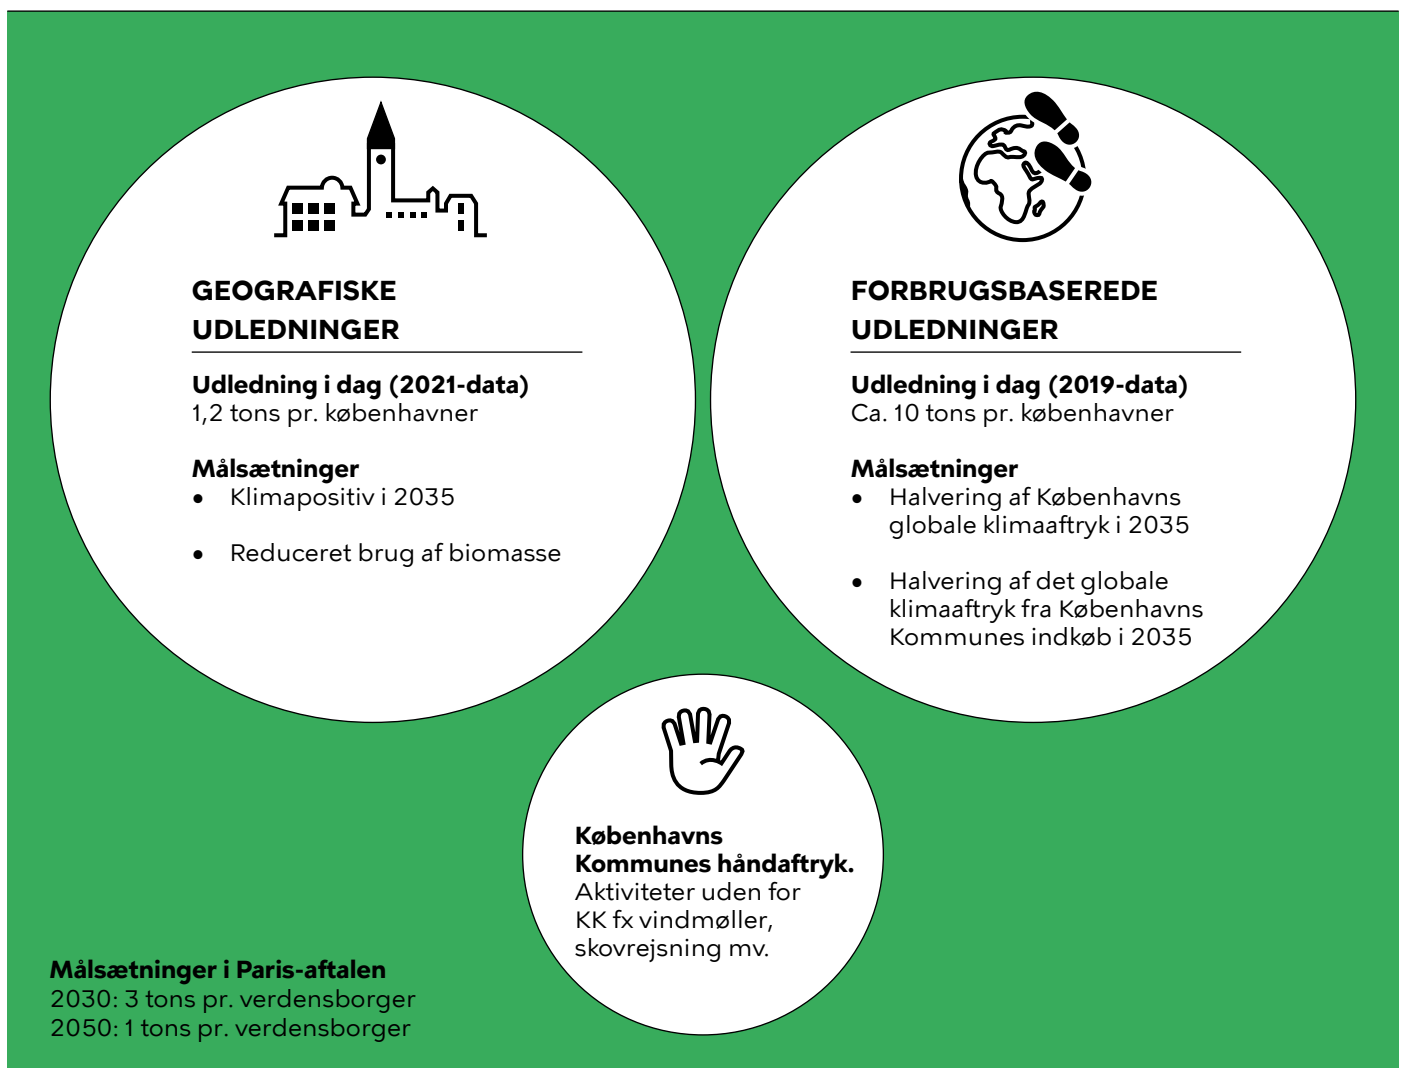 GEOGRAFISKE
UDLEDNINGER
Udledning i dag (2021-data)
1,2 tons pr. københavner
Målsætninger
• Klimapositiv i 2035
• Reduceret brug af biomasse
FORBRUGSBASEREDE
UDLEDNINGER
Udledning i dag (2019-data)
Ca. 10 tons pr. københavner
Målsætninger
• Halvering af Københavns
globale klimaaftryk i 2035
• Halvering af det globale
klimaaftryk fra Københavns
Kommunes indkøb i 2035
Københavns
Kommunes håndaftryk.
Aktiviteter uden for
KK fx vindmøller,
skovrejsning mv.
Målsætninger i Paris-aftalen
2030: 3 tons pr. verdensborger
2050: 1 tons pr. verdensborger